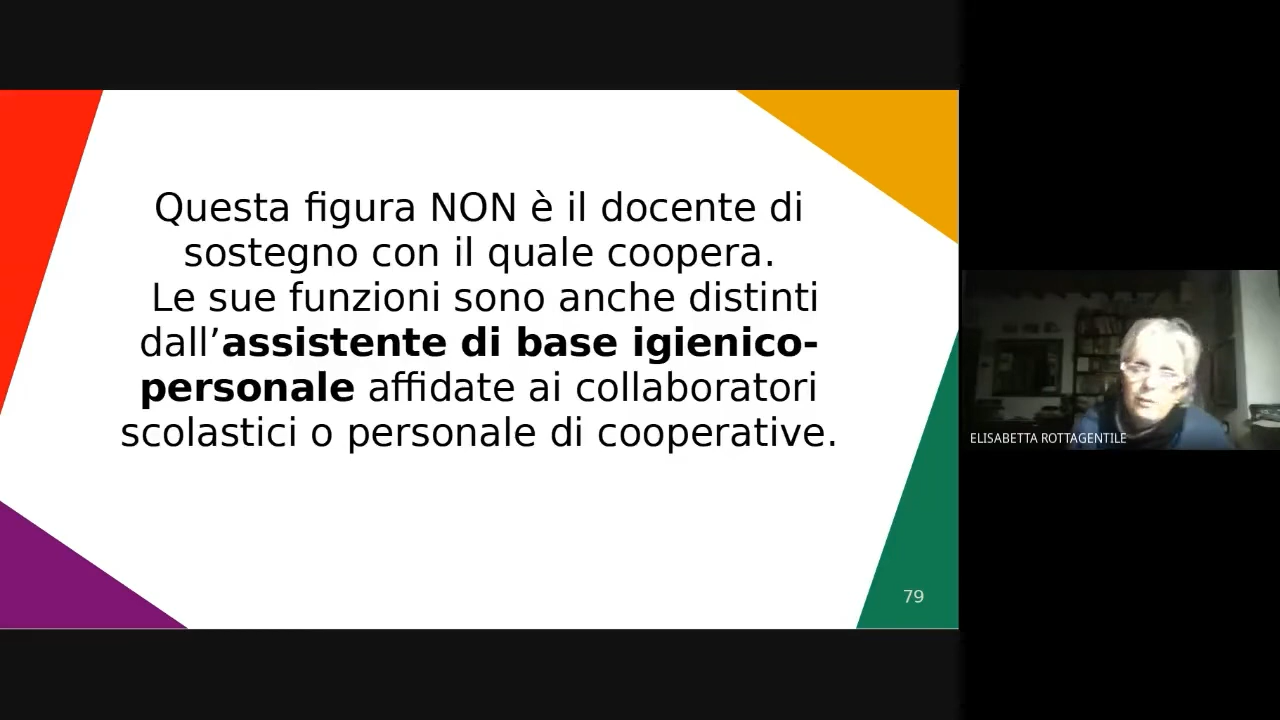 Questa figura NON è il docente di
sostegno con il quale coopera.
Le sue funzioni sono anche distinti
dall’assistente di base igienico-
personale affidate ai collaboratori
scolastici o personale di cooperative.
79
ELISABETTA ROTTAGENTILE